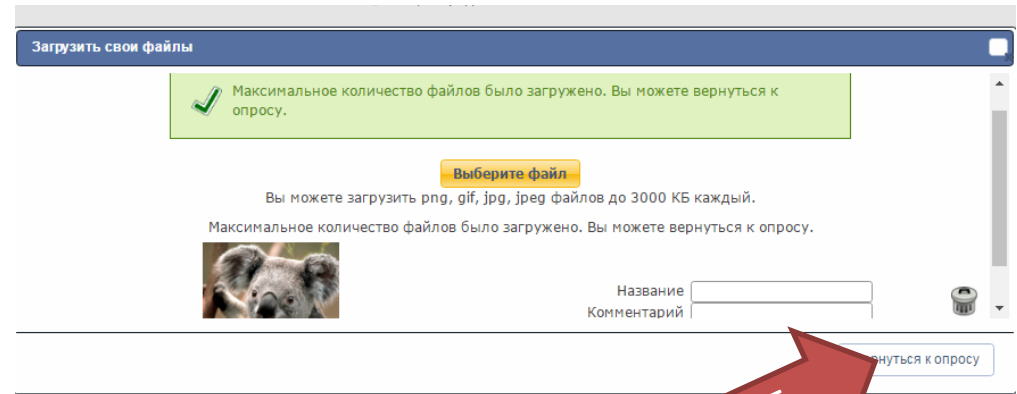 Загрузить свои файлы
Максимальное количество файлов было загружено. Вы можете вернуться к
опросу.
Выберите файл
Вы можете загрузить png, gif, jpg, jpeg файлов до 3000 КБ каждый.
Максимальное количество файлов было загружено. Вы можете вернуться к опросу.
Название
Комментарий
нуться к опросу